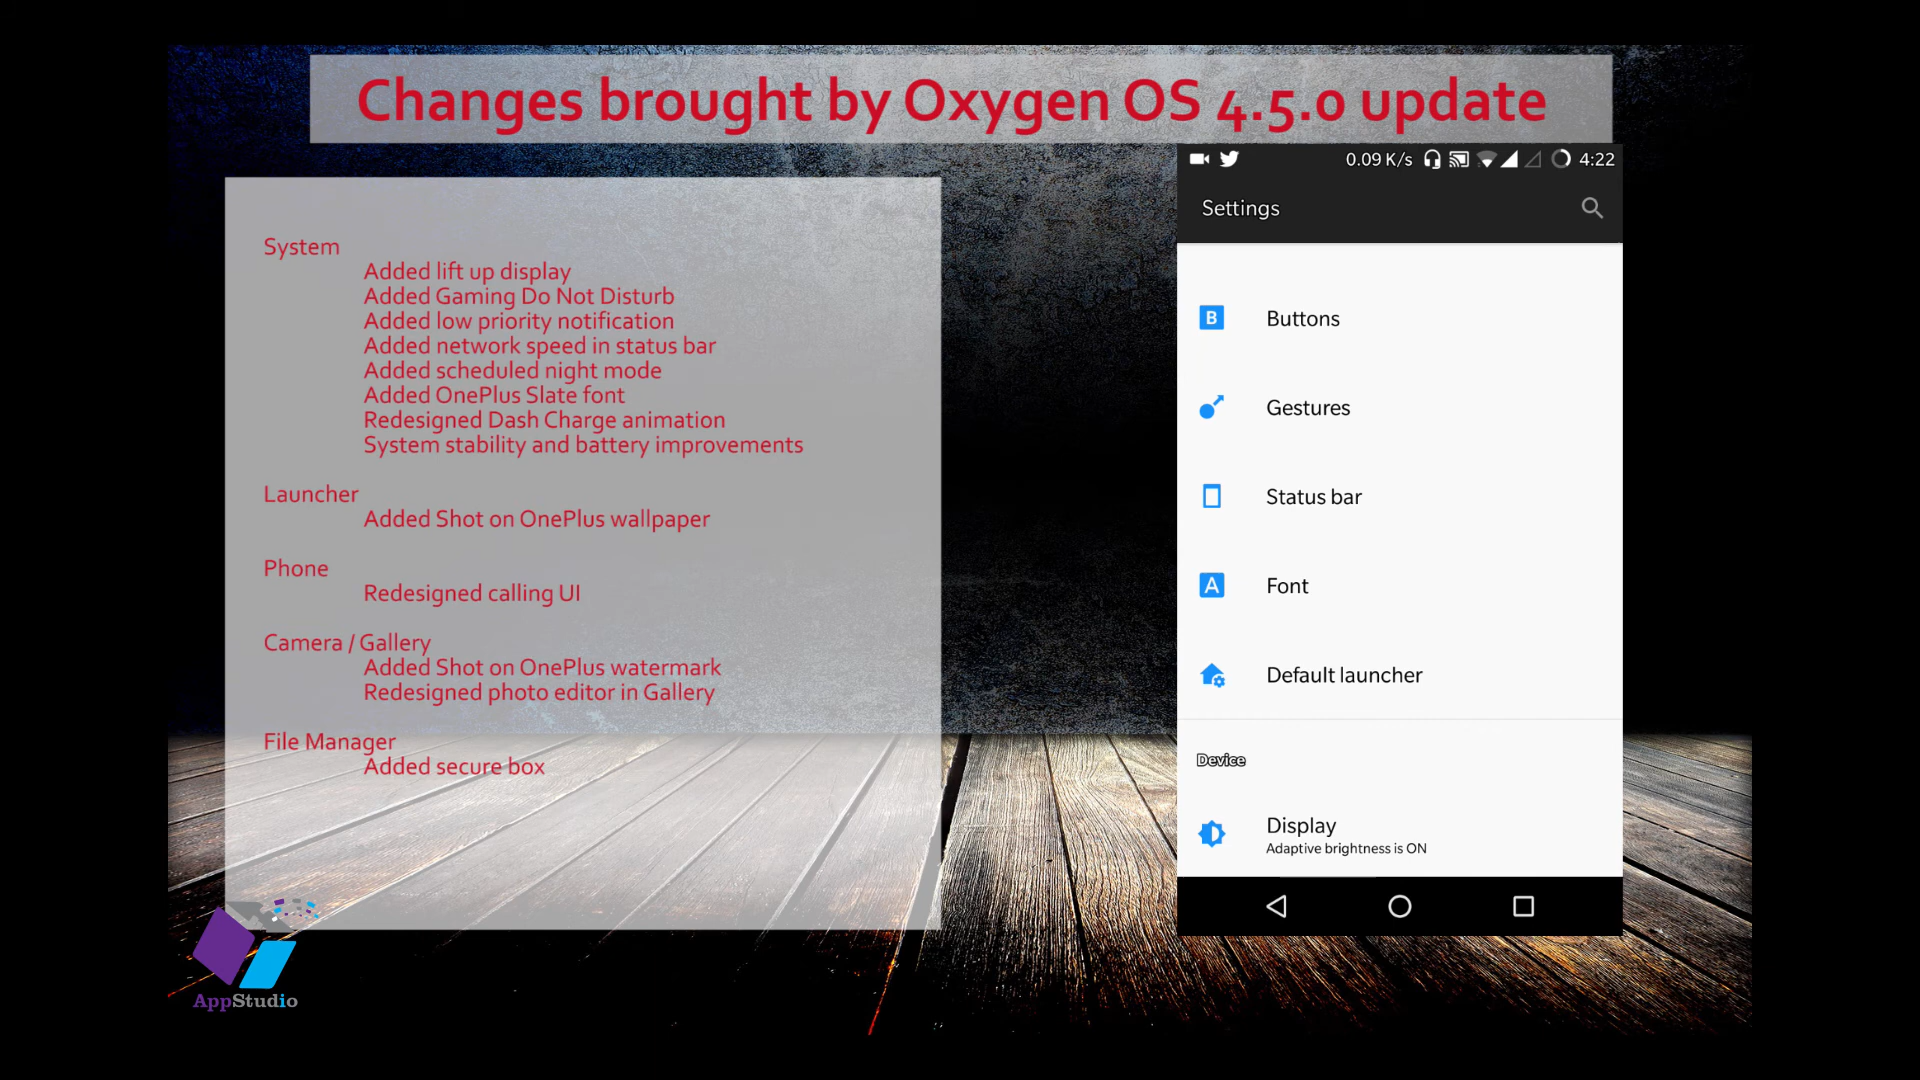 Changes brought by Oxygen OS 4.5.0 update
System
Added lift up display
Added Gaming Do Not Disturb
Added low priority notification
Added network speed in status bar
Added scheduled night mode
Added OnePlus Slate font
Redesigned Dash Charge animation
System stability and battery improvements
Launcher
Added Shot on OnePlus wallpaper
Phone
Redesigned calling UI
Camera / Gallery
Added Shot on OnePlus watermark
Redesigned photo editor in Gallery
File Manager
Added secure box
AppStudio
0.09 K/s 4:22
Settings
B Buttons
Gestures
Status bar
A Font
Default launcher
Device
Display
Adaptive brightness is ON